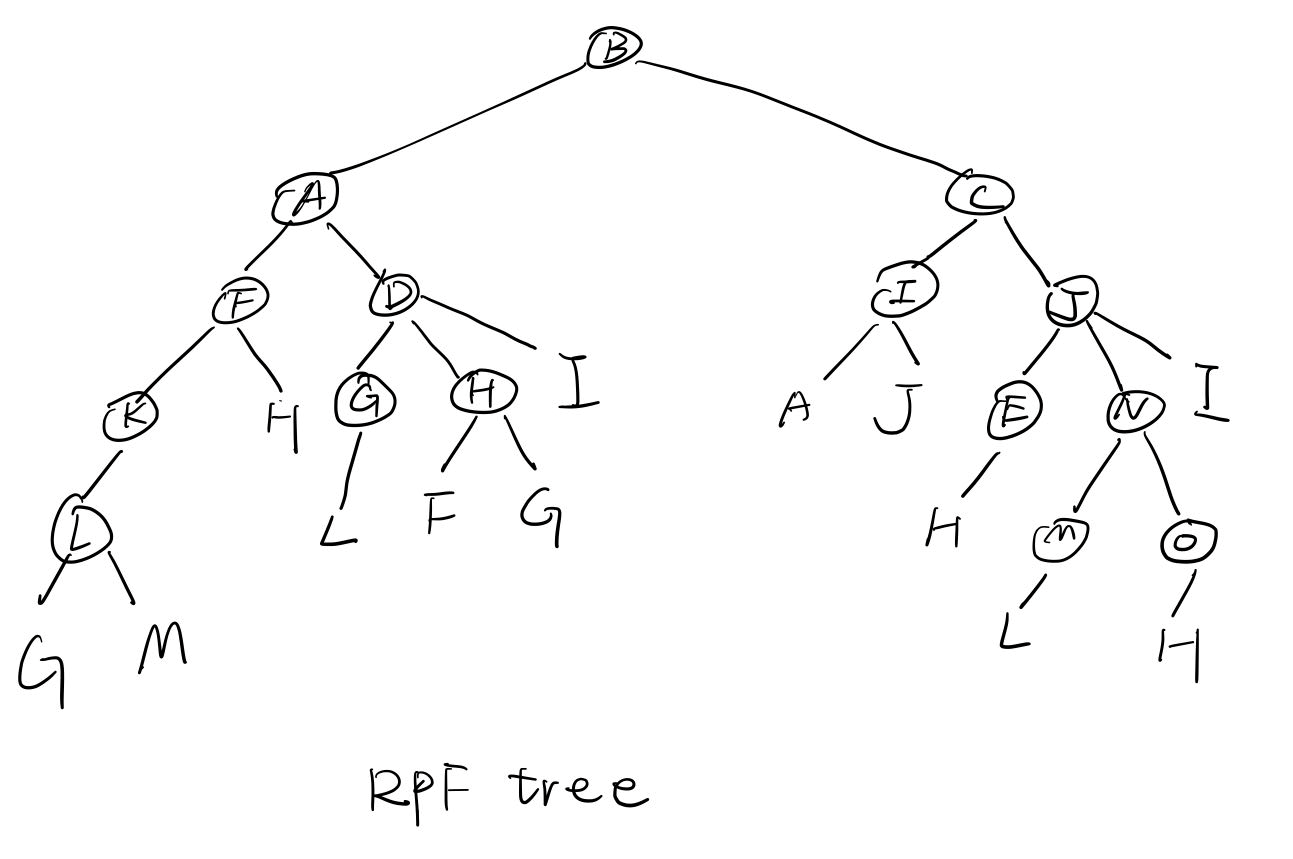 B
A C
F D I J
K H G H I A J E N I
L L F G H M O
G M L H
RPF tree